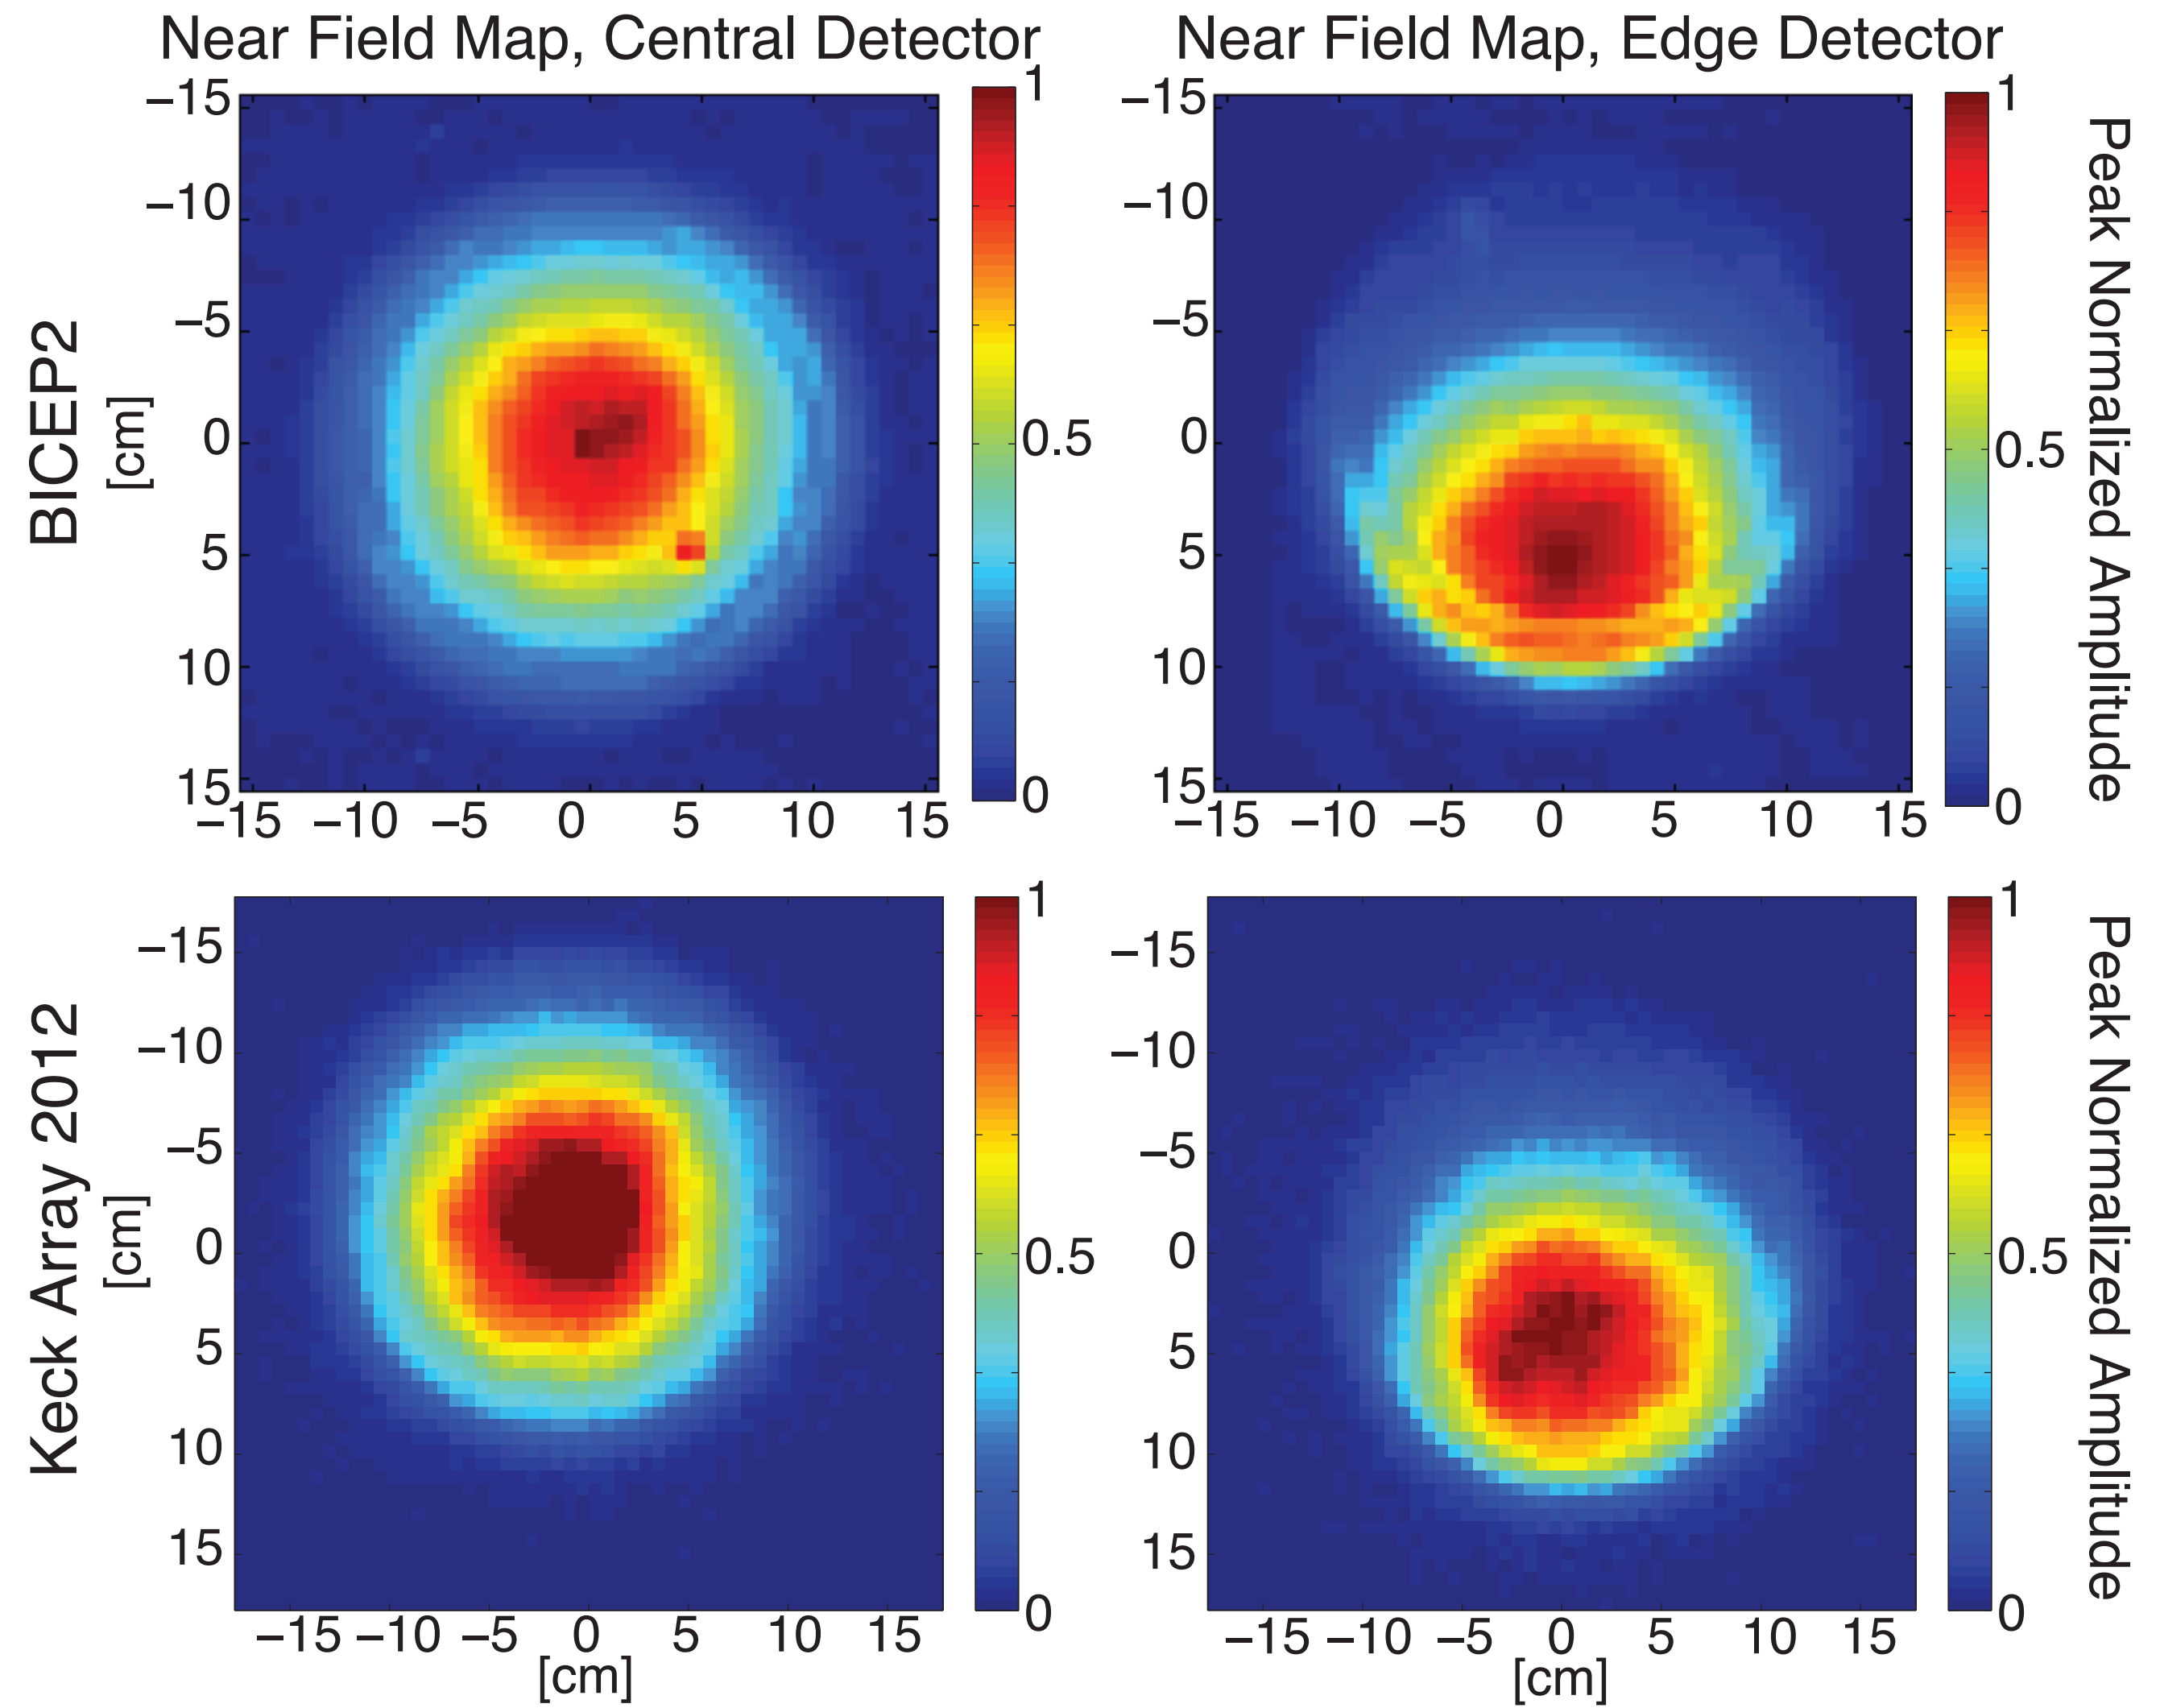 Near Field Map, Central Detector
Near Field Map, Edge Detector
BICEP2
[cm]
−15
−10
−5
0
5
10
15
−15 −10 −5 0 5 10 15
1
0.5
0
−15
−10
−5
0
5
10
15
−15 −10 −5 0 5 10 15
1
0.5
0
Peak Normalized Amplitude
Keck Array 2012
[cm]
−15
−10
−5
0
5
10
15
−15 −10 −5 0 5 10 15
[cm]
1
0.5
0
−15
−10
−5
0
5
10
15
−15 −10 −5 0 5 10 15
[cm]
1
0.5
0
Peak Normalized Amplitude